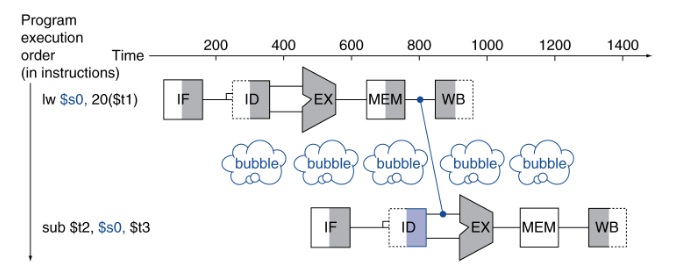 Program
execution
order
(in instructions)
Time
200 400 600 800 1000 1200 1400
lw $s0, 20($t1)
IF ID EX MEM WB
bubble bubble bubble bubble bubble
sub $t2, $s0, $t3
IF ID EX MEM WB